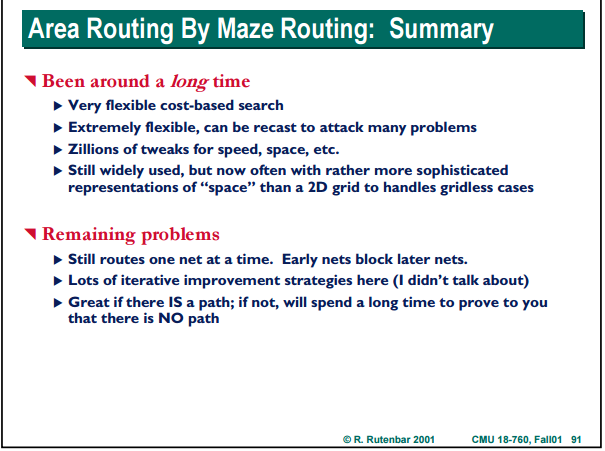 Area Routing By Maze Routing:  Summary
Been around a long time
Very flexible cost-based search
Extremely flexible, can be recast to attack many problems
Zillions of tweaks for speed, space, etc.
Still widely used, but now often with rather more sophisticated
representations of “space” than a 2D grid to handles gridless cases
Remaining problems
Still routes one net at a time.  Early nets block later nets.
Lots of iterative improvement strategies here (I didn’t talk about)
Great if there IS a path; if not, will spend a long time to prove to you
that there is NO path
© R. Rutenbar 2001 CMU 18-760, Fall01 91